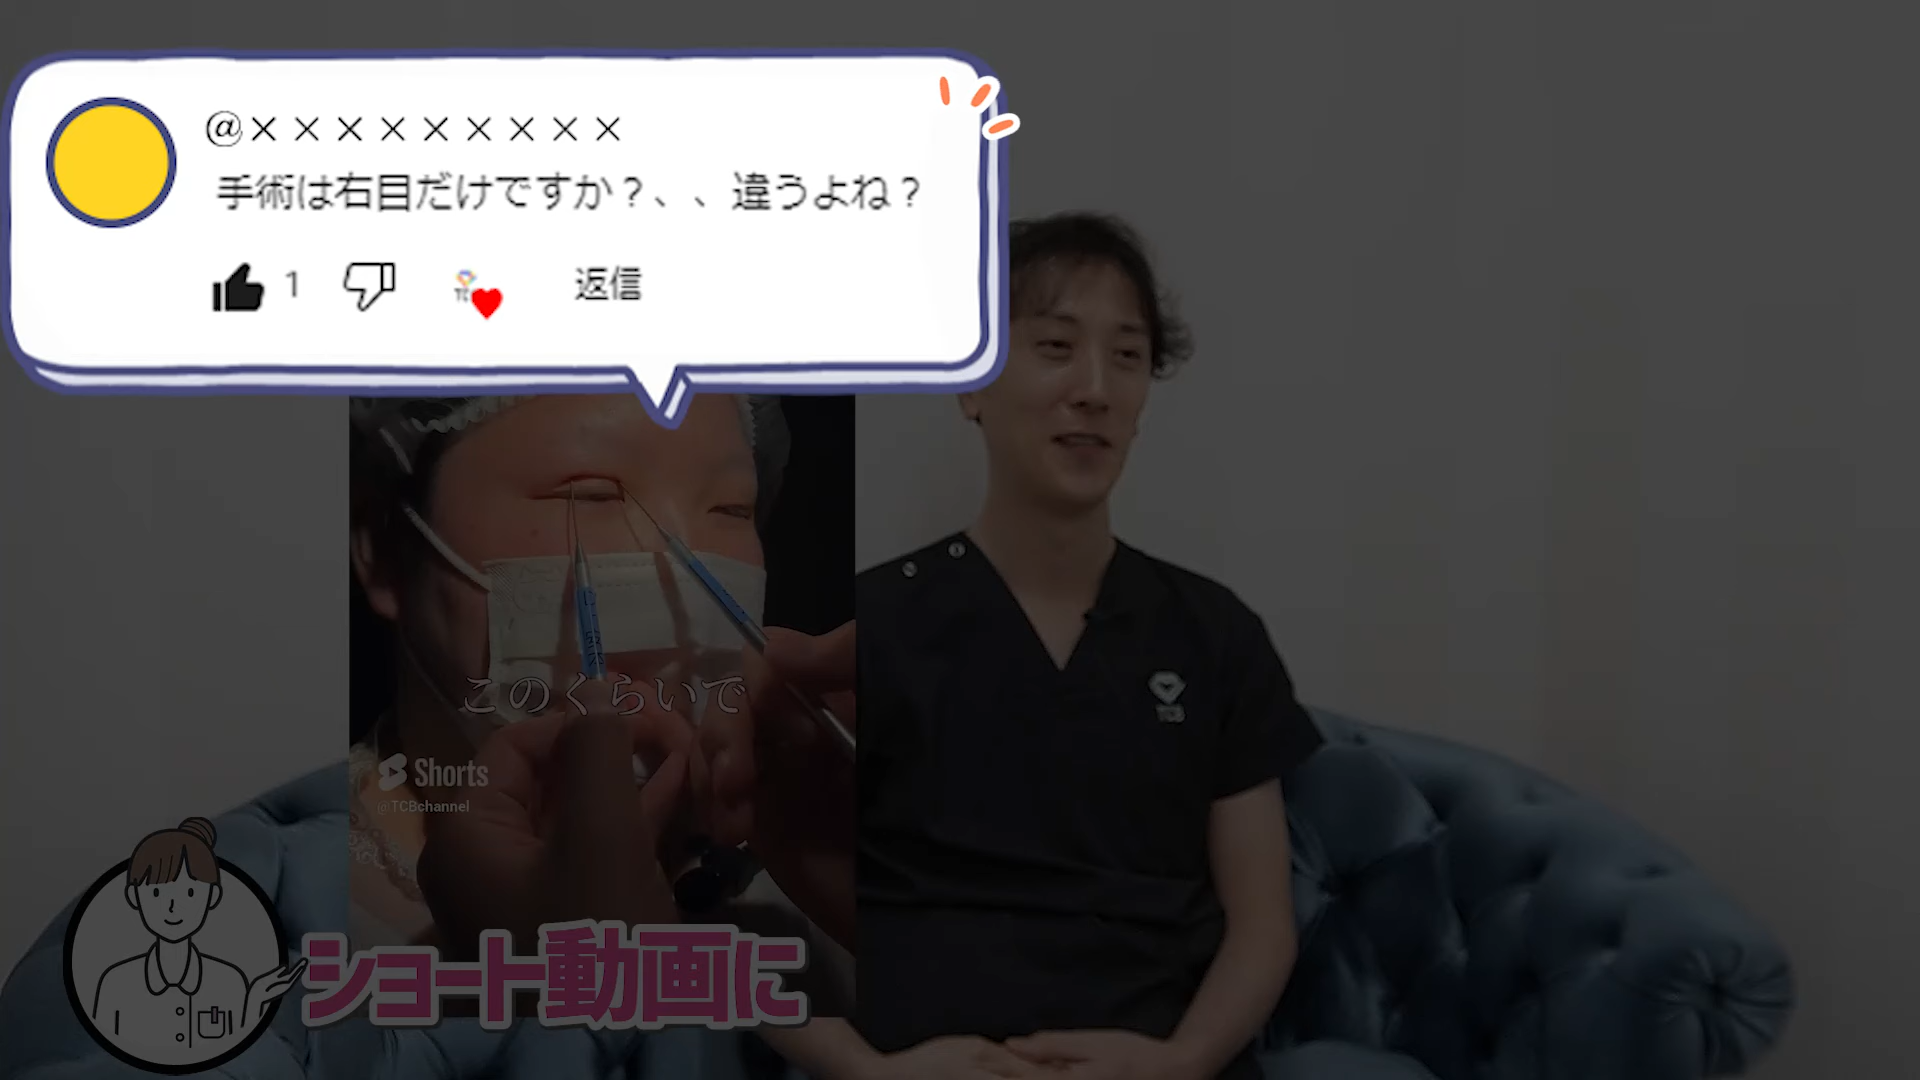 @×××××××××
手術は右目だけですか？、、違うよね？
1
返信
このくらいで
Shorts
@TCBchannel
TCB
ショート動画に